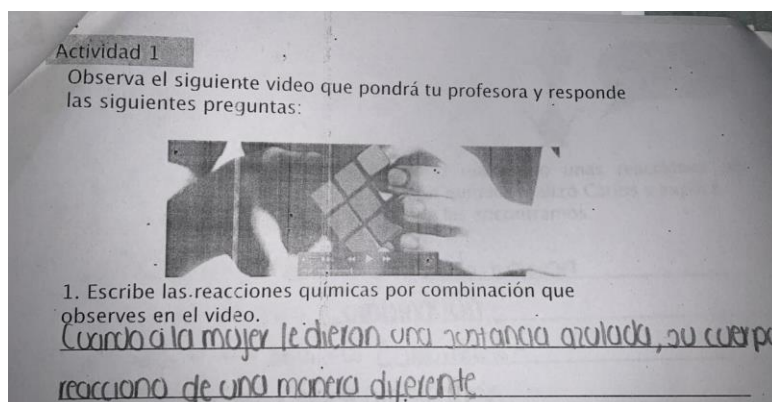 Actividad 1
Observa el siguiente video que pondrá tu profesora y responde
las siguientes preguntas:
1. Escribe las reacciones químicas por combinación que
observes en el video.
Cuando a la mujer le dieron una sustancia azulada, su cuerpo
reacciono de una manera diferente